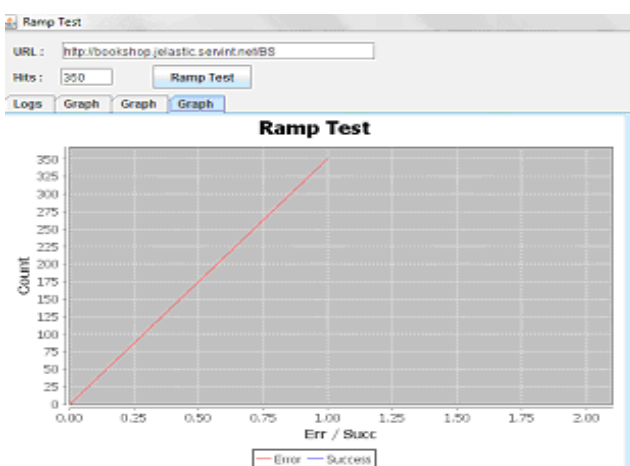 Ramp Test
URL : http://bookshop.jelastic.servint.net/BS
Hits : 350 Ramp Test
Logs Graph Graph Graph
Ramp Test
350
325
300
275
250
225
200
175
150
125
100
75
50
25
0
Count
0.00 0.25 0.50 0.75 1.00 1.25 1.50 1.75 2.00
Err / Succ
Error Success